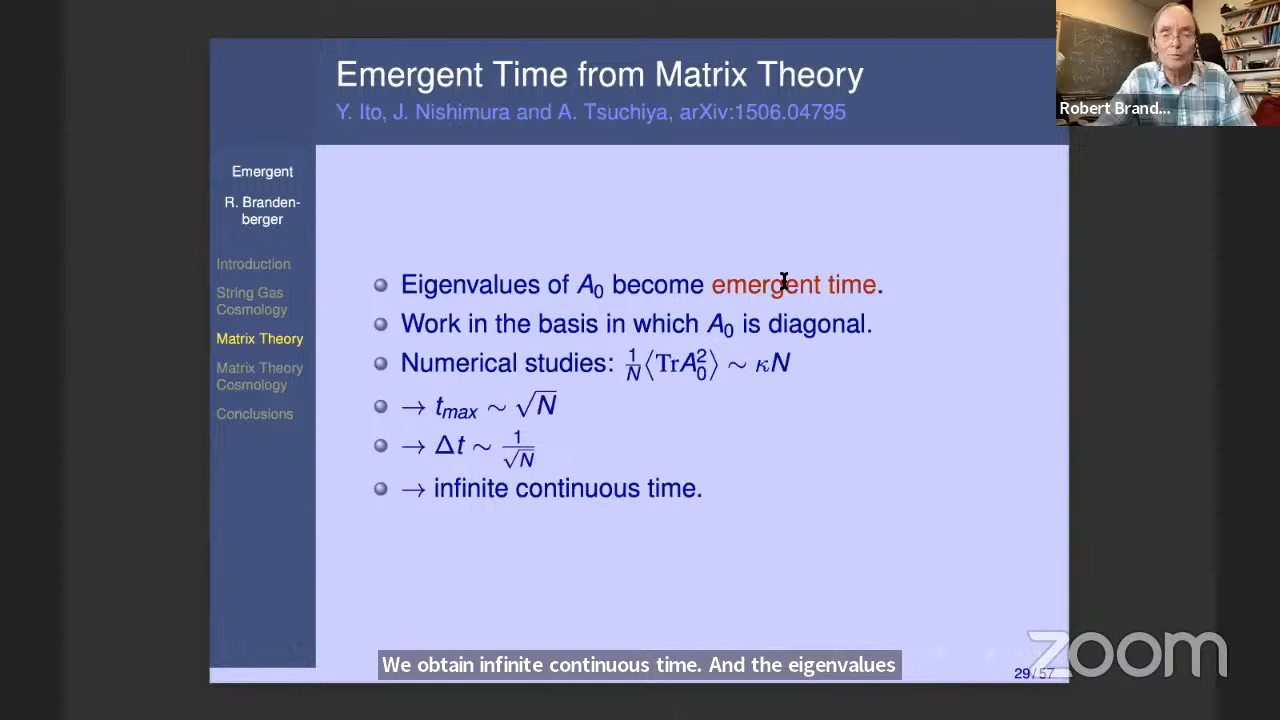 Emergent Time from Matrix Theory
Y. Ito, J. Nishimura and A. Tsuchiya, arXiv:1506.04795
Robert Brand...
Emergent
R. Branden-
berger
Introduction
String Gas
Cosmology
Matrix Theory
Matrix Theory
Cosmology
Conclusions
Eigenvalues of A₀ become emergent time.
Work in the basis in which A₀ is diagonal.
Numerical studies: 1/N ⟨TrA₀²⟩ ∼ κN
→ t_max ∼ √N
→ Δt ∼ 1/√N
→ infinite continuous time.
We obtain infinite continuous time. And the eigenvalues
29/57
zoom